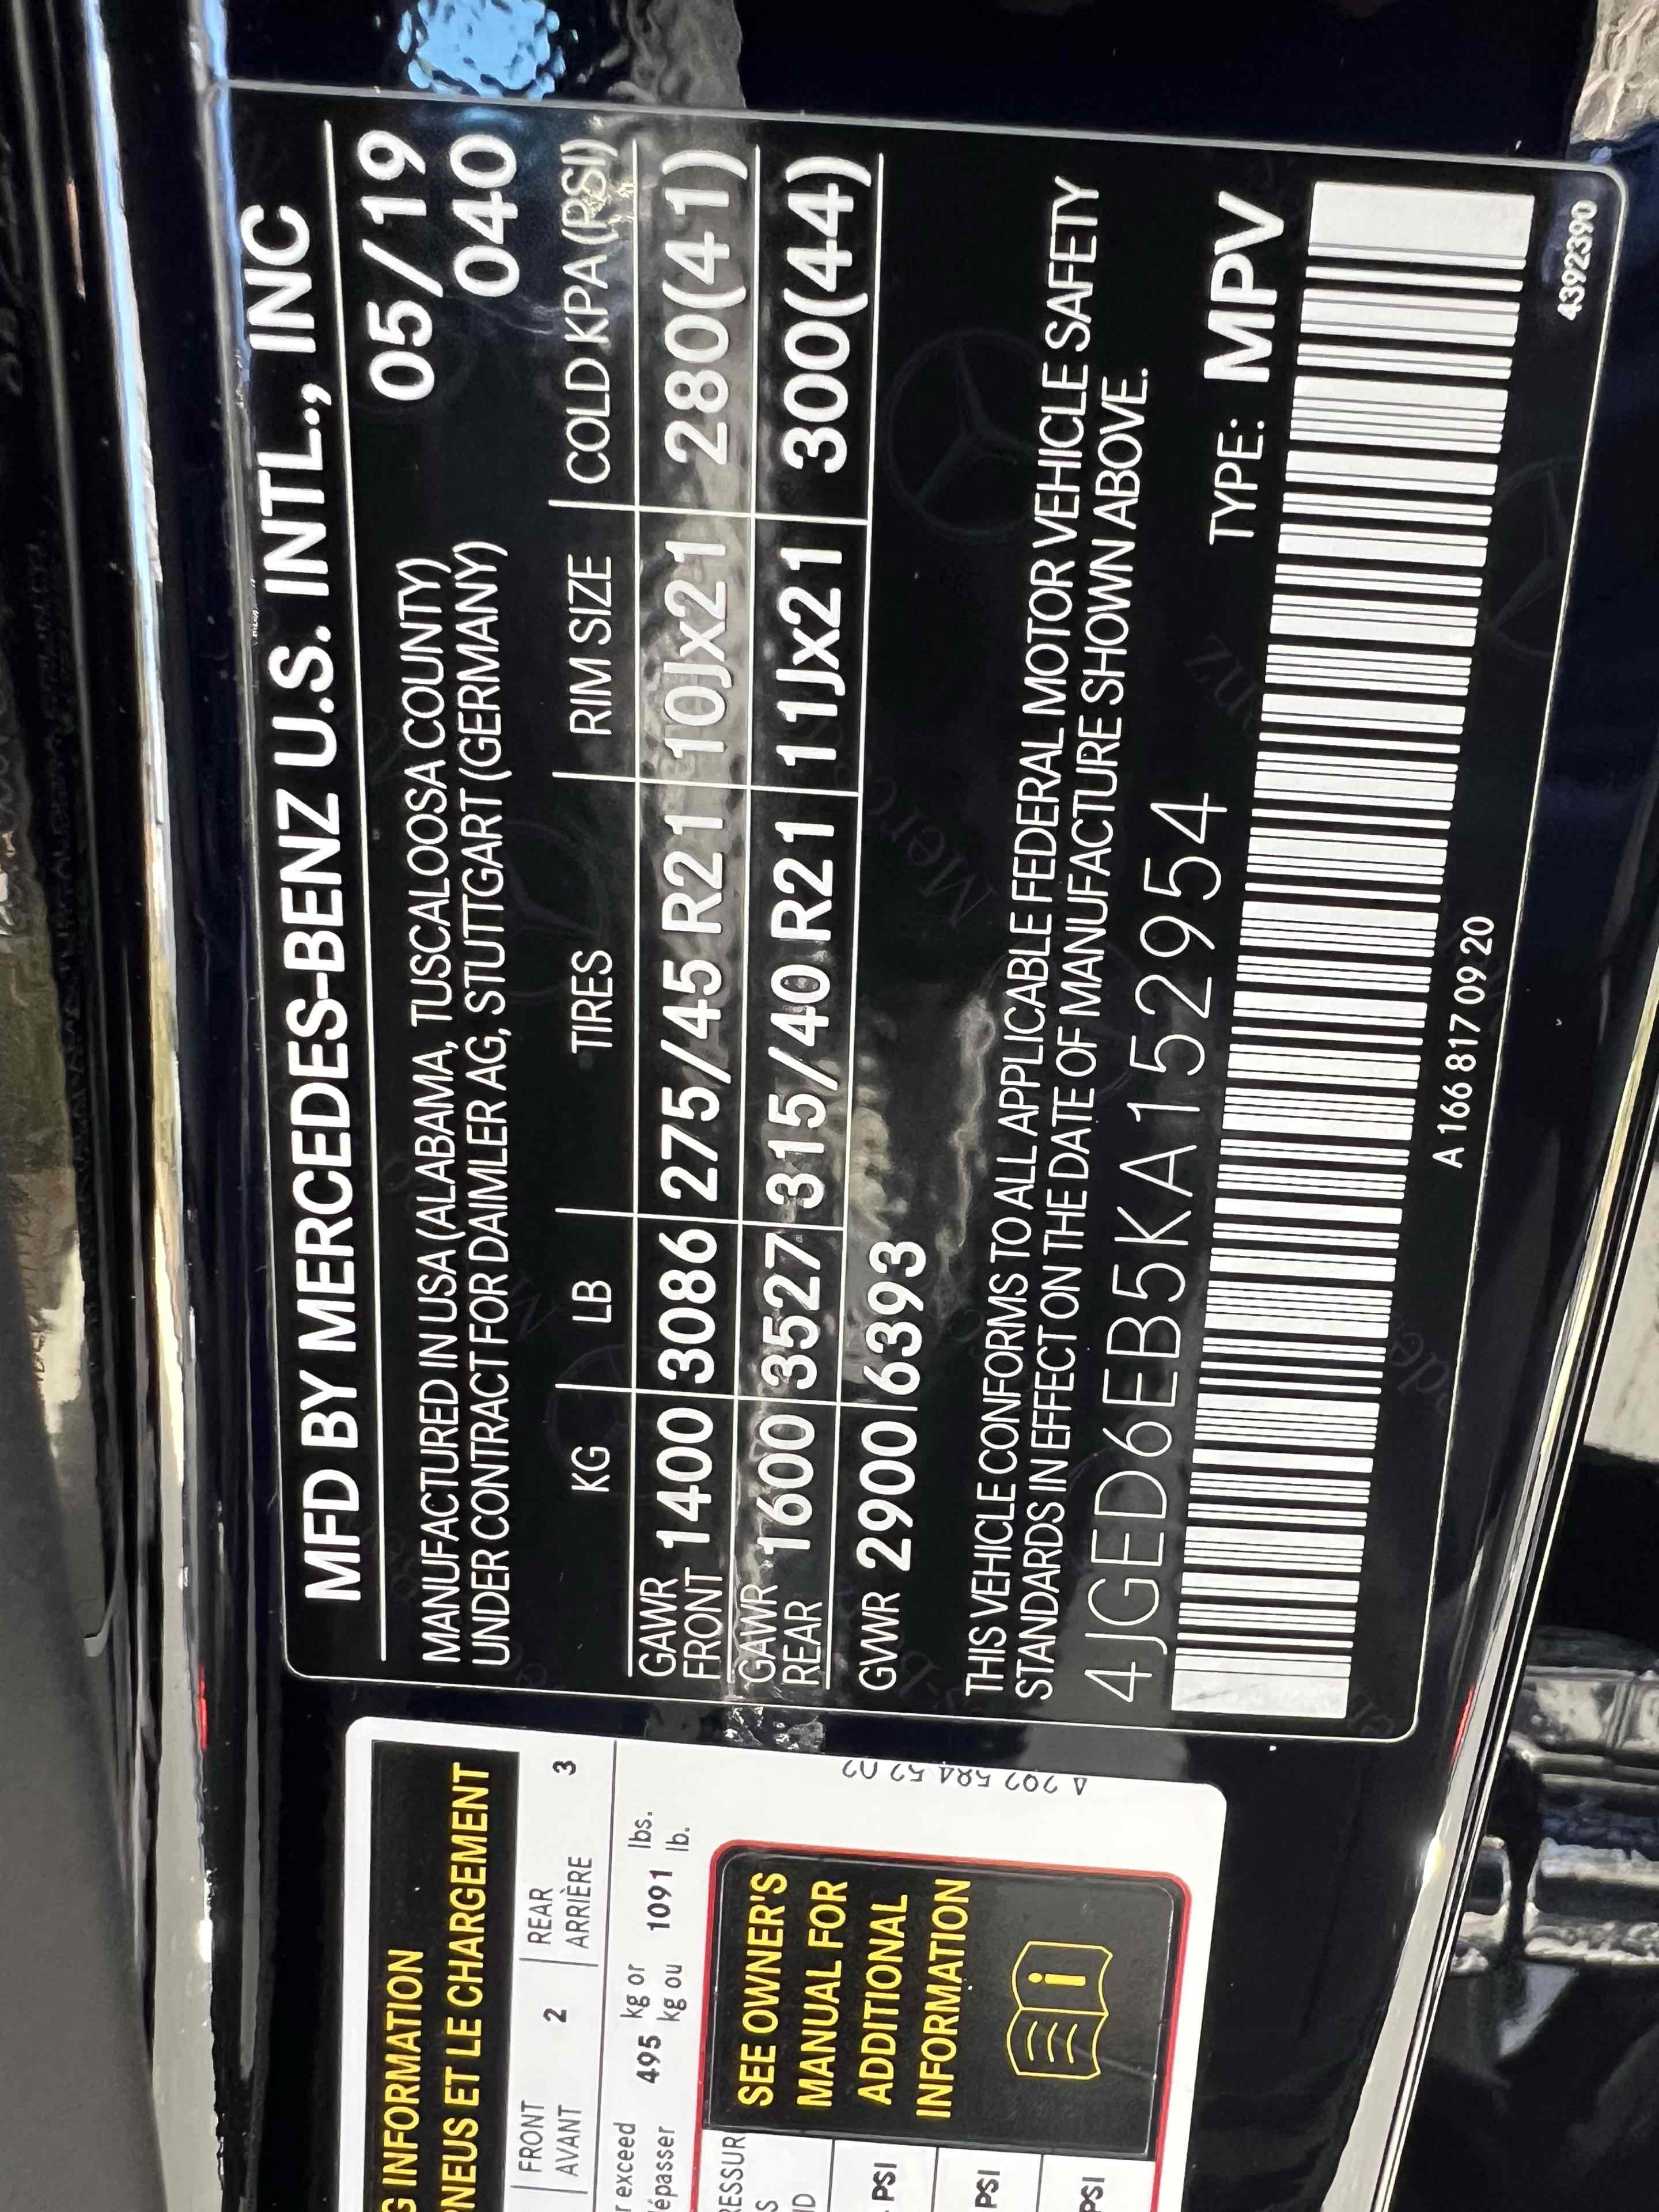 MFD BY MERCEDES-BENZ U.S. INTL., INC
05/19
MANUFACTURED IN USA (ALABAMA, TUSCALOOSA COUNTY)
UNDER CONTRACT FOR DAIMLER AG, STUTTGART (GERMANY)
040
KG LB TIRES RIM SIZE COLD KPA (PSI)
GAWR
FRONT 1400 3086 275/45 R21 10Jx21 280(41)
GAWR
REAR 1600 3527 315/40 R21 11Jx21 300(44)
GVWR 2900 6393
THIS VEHICLE CONFORMS TO ALL APPLICABLE FEDERAL MOTOR VEHICLE SAFETY
STANDARDS IN EFFECT ON THE DATE OF MANUFACTURE SHOWN ABOVE.
4JGED6EB5KA152954
TYPE: MPV
A 166 817 09 20
4392390
INFORMATION
ET LE CHARGEMENT
FRONT 2 REAR 3
AVANT ARRIÈRE
exceed 495 kg or 1091 lbs.
kg ou lb.
SEE OWNER'S
MANUAL FOR
ADDITIONAL
INFORMATION
PSI
PSI
PSI
A 292 584 52 02